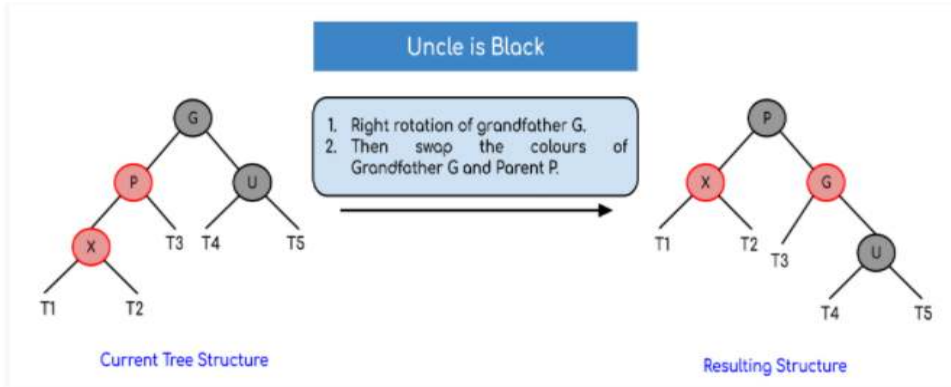 Uncle is Black
1. Right rotation of grandfather G.
2. Then swap the colours of
Grandfather G and Parent P.
G
P
U
X
T3
T4
T5
T1
T2
Current Tree Structure
P
X
G
T1
T2
T3
U
T4
T5
Resulting Structure